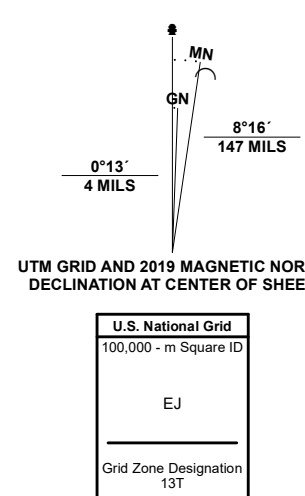 MN
GN
8°16´
147 MILS
0°13´
4 MILS
UTM GRID AND 2019 MAGNETIC NOR
DECLINATION AT CENTER OF SHEE
U.S. National Grid
100,000 - m Square ID
EJ
Grid Zone Designation
13T